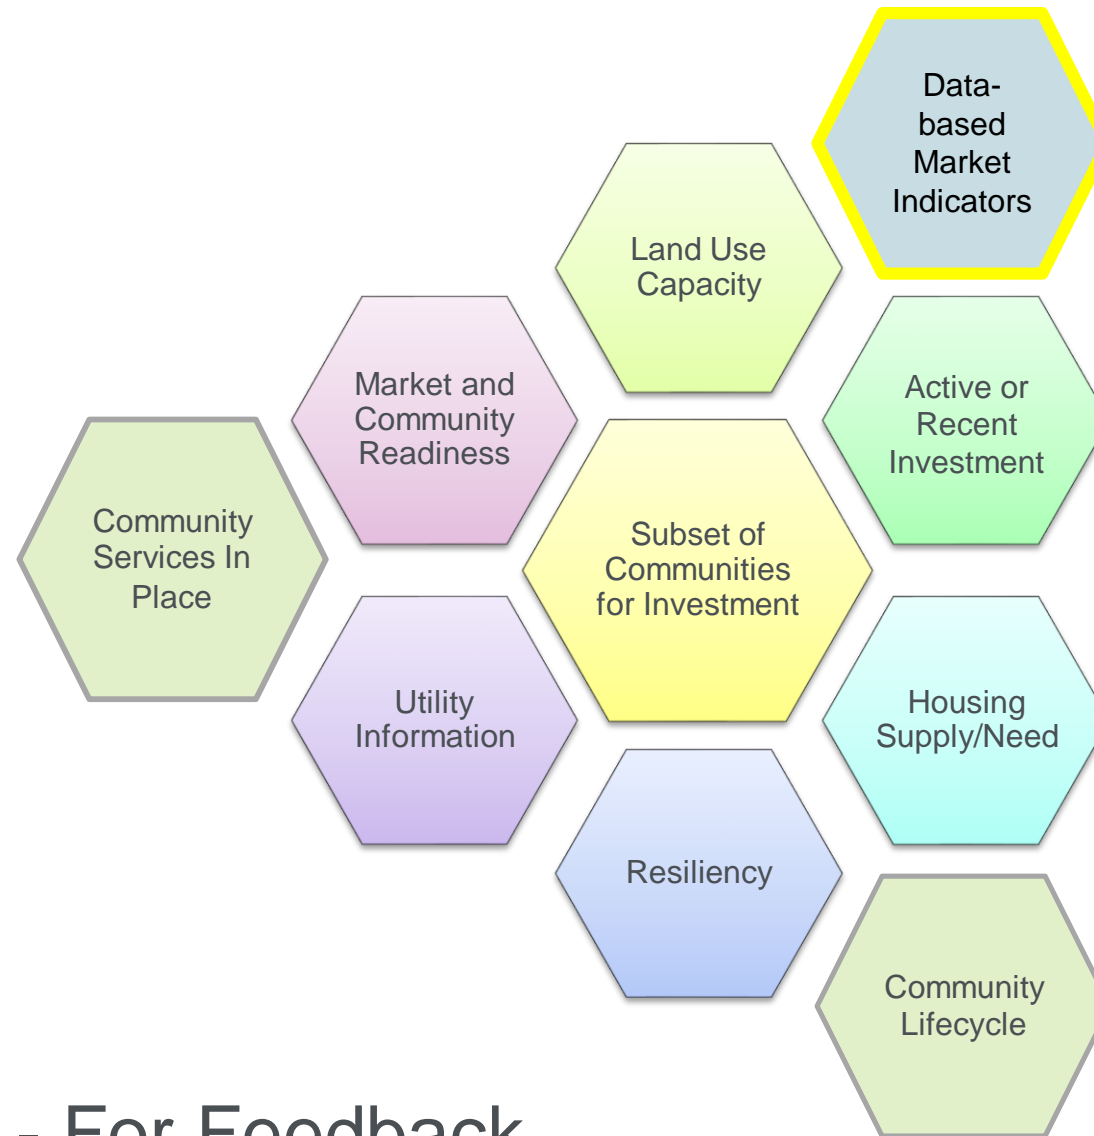 Data-
based
Market
Indicators
Land Use
Capacity
Market and
Community
Readiness
Active or
Recent
Investment
Community
Services In
Place
Subset of
Communities
for Investment
Utility
Information
Housing
Supply/Need
Resiliency
Community
Lifecycle
- For Feedback